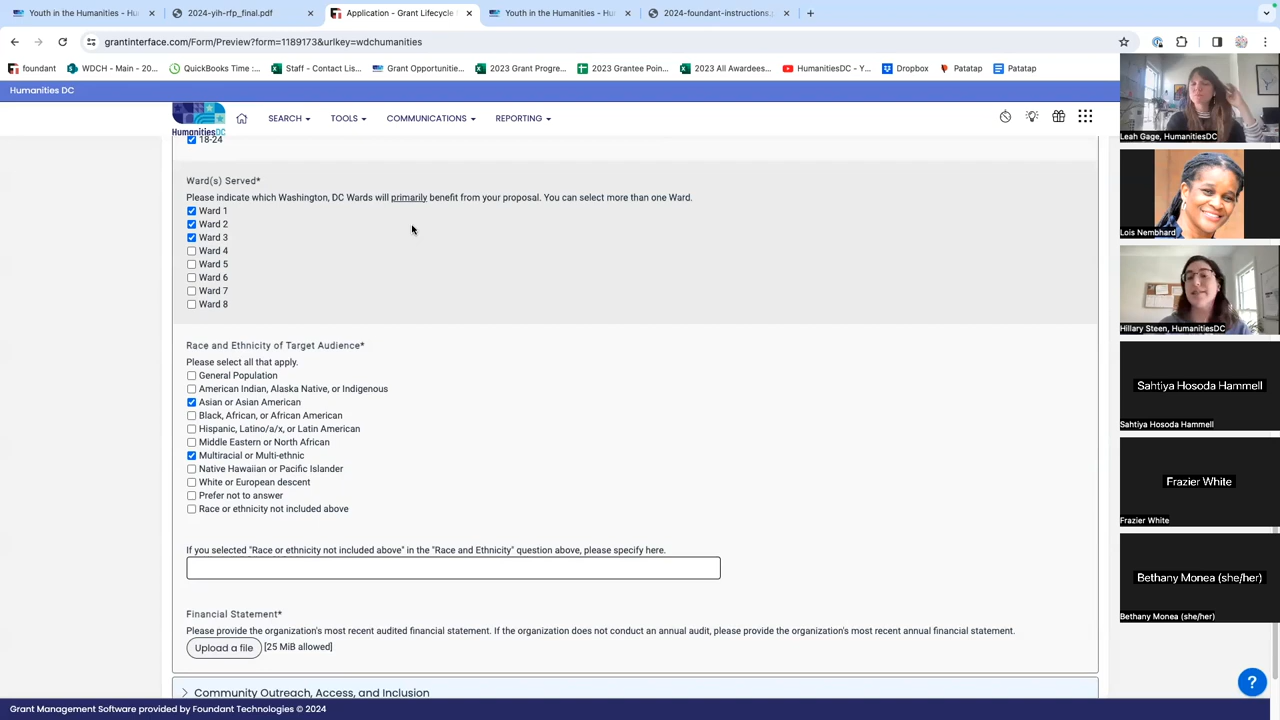 Youth in the Humanities - Hu
2024-yih-rfp_final.pdf
Application - Grant Lifecycle
Youth in the Humanities - Hu
2024-foundant-instructions.
grantinterface.com/Form/Preview?form=1189173&urlkey=wdchumanities
foundant
WDCH - Main - 20...
QuickBooks Time :...
Staff - Contact Lis...
Grant Opportunitie...
2023 Grant Progre...
2023 Grantee Poin...
2023 All Awardees...
HumanitiesDC - Y...
Dropbox
Patatap
Patatap
Humanities DC
HumanitiesDC
SEARCH
TOOLS
COMMUNICATIONS
REPORTING
18-24
Ward(s) Served*
Please indicate which Washington, DC Wards will primarily benefit from your proposal. You can select more than one Ward.
Ward 1
Ward 2
Ward 3
Ward 4
Ward 5
Ward 6
Ward 7
Ward 8
Race and Ethnicity of Target Audience*
Please select all that apply.
General Population
American Indian, Alaska Native, or Indigenous
Asian or Asian American
Black, African, or African American
Hispanic, Latino/a/x, or Latin American
Middle Eastern or North African
Multiracial or Multi-ethnic
Native Hawaiian or Pacific Islander
White or European descent
Prefer not to answer
Race or ethnicity not included above
If you selected "Race or ethnicity not included above" in the "Race and Ethnicity" question above, please specify here.
Financial Statement*
Please provide the organization's most recent audited financial statement. If the organization does not conduct an annual audit, please provide the organization's most recent annual financial statement.
Upload a file [25 MiB allowed]
Community Outreach, Access, and Inclusion
Grant Management Software provided by Foundant Technologies © 2024
?
Leah Gage, HumanitiesDC
Lois Nembhard
Hillary Steen, HumanitiesDC
Sahtiya Hosoda Hammell
Sahtiya Hosoda Hammell
Frazier White
Frazier White
Bethany Monea (she/her)
Bethany Monea (she/her)